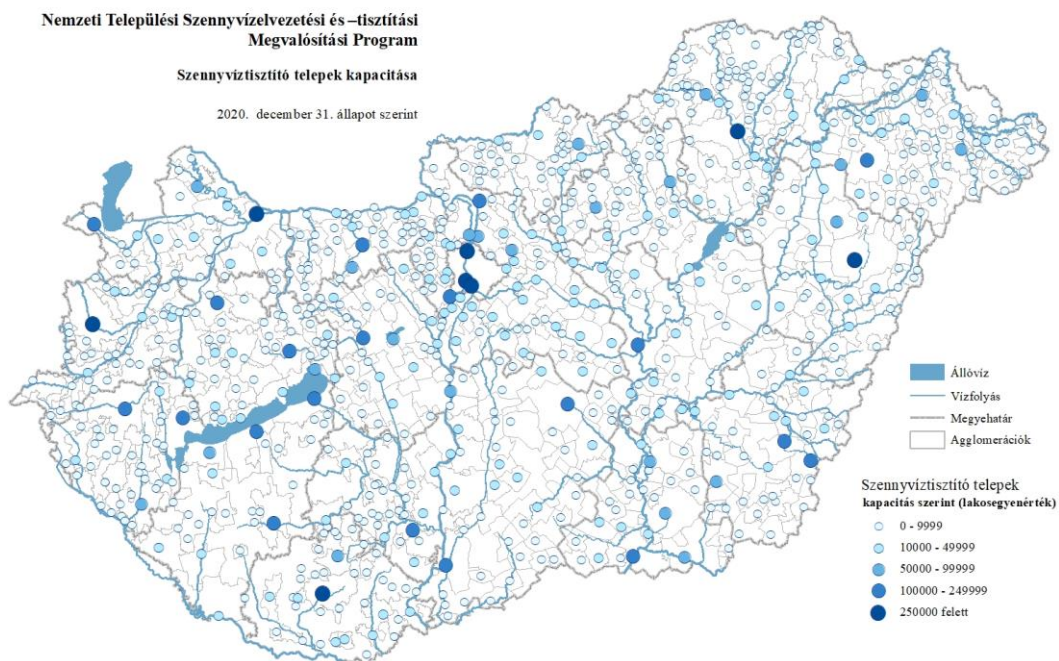 Nemzeti Települési Szennyvízelvezetési és –tisztítási
Megvalósítási Program
Szennyvíztisztító telepek kapacitása
2020. december 31. állapot szerint
Állóvíz
Vízfolyás
Megyehatár
Agglomerációk
Szennyvíztisztító telepek
kapacitás szerint (lakosegyenérték)
0 - 9999
10000 - 49999
50000 - 99999
100000 - 249999
250000 felett